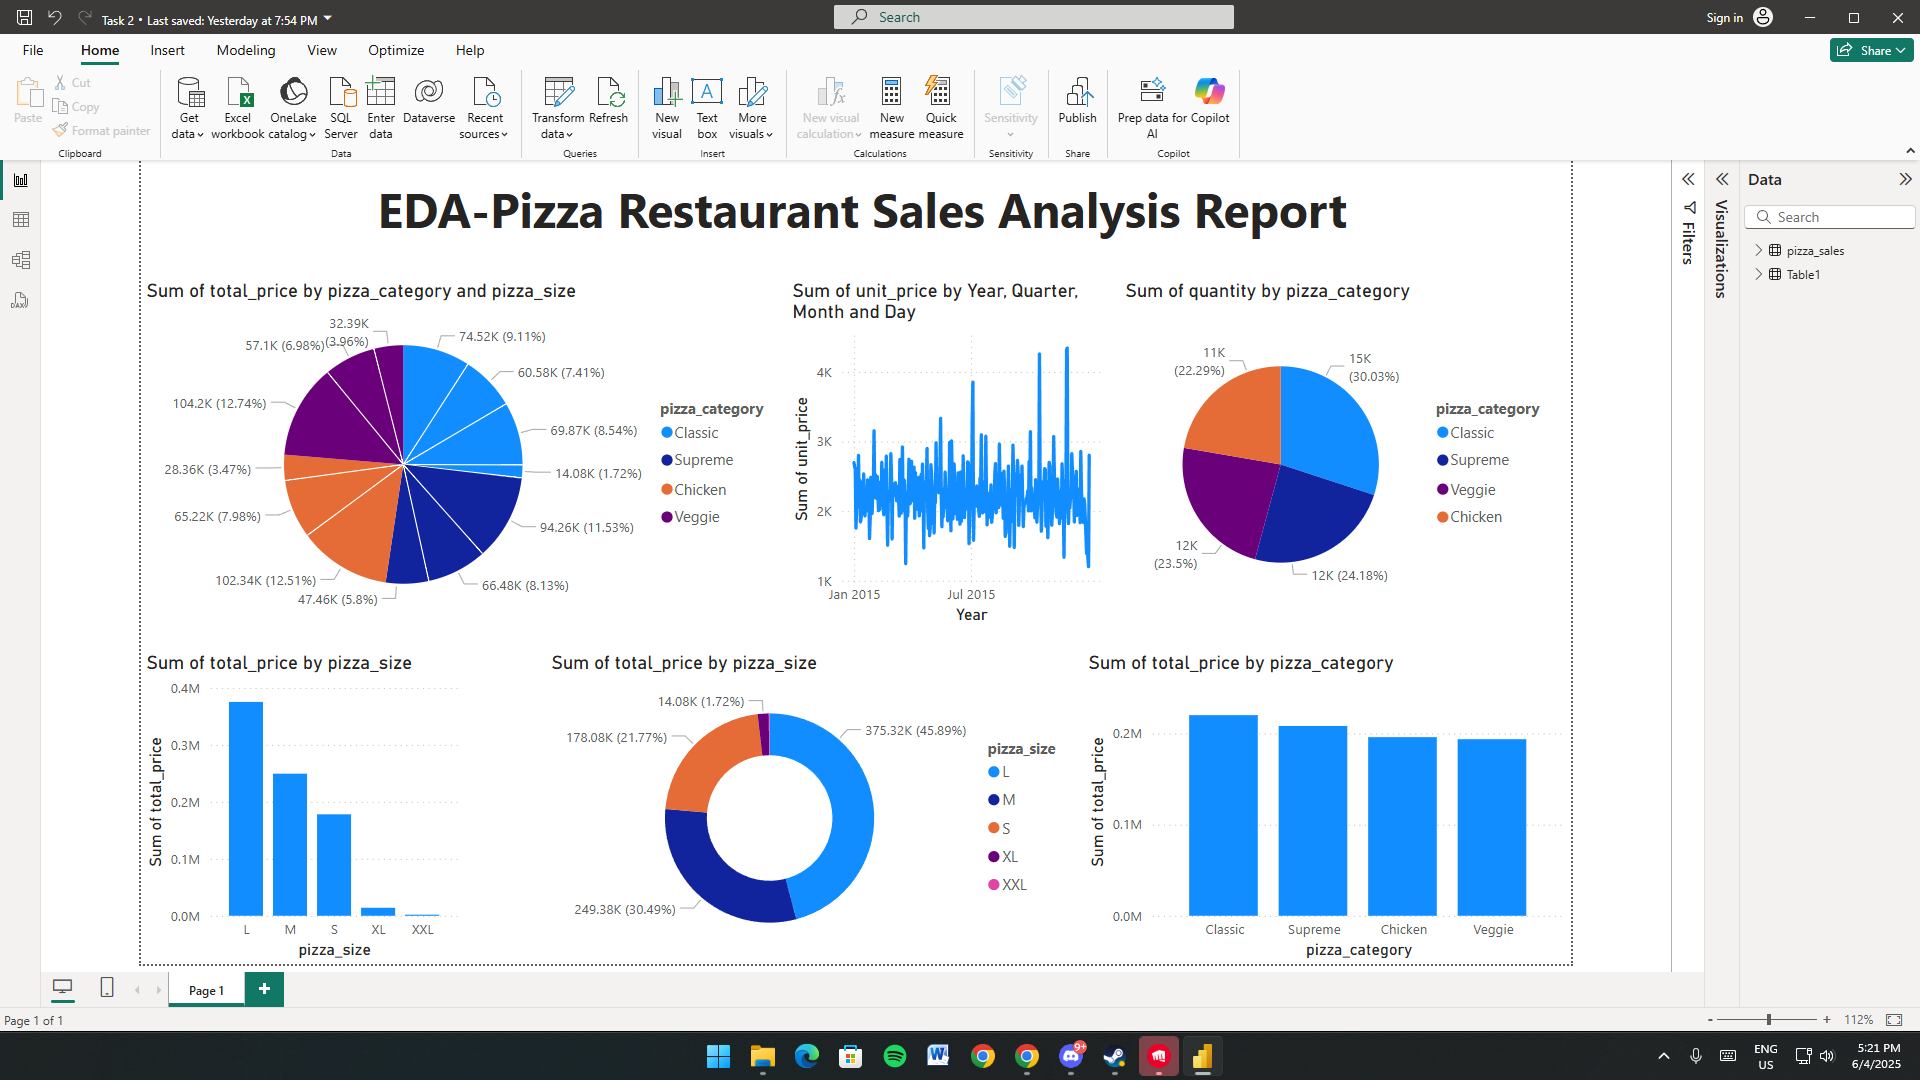 Task 2 • Last saved: Yesterday at 7:54 PM
Search
Sign in
File Home Insert Modeling View Optimize Help
Share
Paste
Cut
Copy
Format painter
Clipboard
Get data
Excel workbook
OneLake catalog
SQL Server
Enter data
Dataverse
Recent sources
Data
Transform data
Refresh
Queries
New visual
Text box
More visuals
Insert
New visual calculation
New measure
Quick measure
Calculations
Sensitivity
Sensitivity
Publish
Share
Prep data for AI
Copilot
Copilot
EDA-Pizza Restaurant Sales Analysis Report
Sum of total_price by pizza_category and pizza_size
32.39K
(3.96%)
57.1K (6.98%)
74.52K (9.11%)
60.58K (7.41%)
104.2K (12.74%)
69.87K (8.54%)
28.36K (3.47%)
14.08K (1.72%)
65.22K (7.98%)
94.26K (11.53%)
102.34K (12.51%)
66.48K (8.13%)
47.46K (5.8%)
pizza_category
Classic
Supreme
Chicken
Veggie
Sum of unit_price by Year, Quarter,
Month and Day
Sum of unit_price
4K
3K
2K
1K
Jan 2015 Jul 2015
Year
Sum of quantity by pizza_category
11K
(22.29%)
15K
(30.03%)
12K
(23.5%)
12K (24.18%)
pizza_category
Classic
Supreme
Veggie
Chicken
Sum of total_price by pizza_size
Sum of total_price
0.4M
0.3M
0.2M
0.1M
0.0M
L M S XL XXL
pizza_size
Sum of total_price by pizza_size
14.08K (1.72%)
178.08K (21.77%)
375.32K (45.89%)
249.38K (30.49%)
pizza_size
L
M
S
XL
XXL
Sum of total_price by pizza_category
Sum of total_price
0.2M
0.1M
0.0M
Classic Supreme Chicken Veggie
pizza_category
Filters
Visualizations
Data
Search
pizza_sales
Table1
DAX
Page 1
Page 1 of 1
- + 112%
9+
ENG
US
5:21 PM
6/4/2025